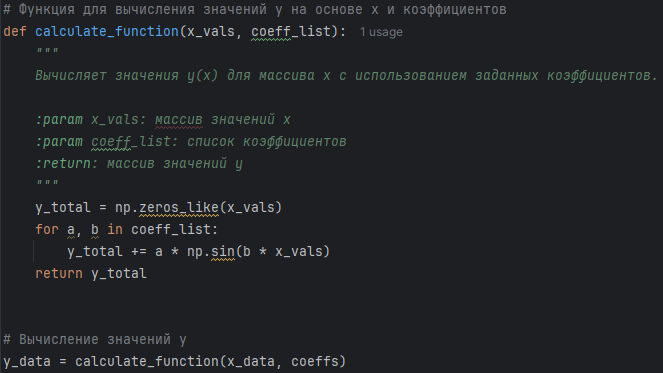 # Функция для вычисления значений y на основе x и коэффициентов
def calculate_function(x_vals, coeff_list): 1 usage
    """
    Вычисляет значения y(x) для массива x с использованием заданных коэффициентов.

    :param x_vals: массив значений x
    :param coeff_list: список коэффициентов
    :return: массив значений y
    """
    y_total = np.zeros_like(x_vals)
    for a, b in coeff_list:
        y_total += a * np.sin(b * x_vals)
    return y_total


# Вычисление значений y
y_data = calculate_function(x_data, coeffs)